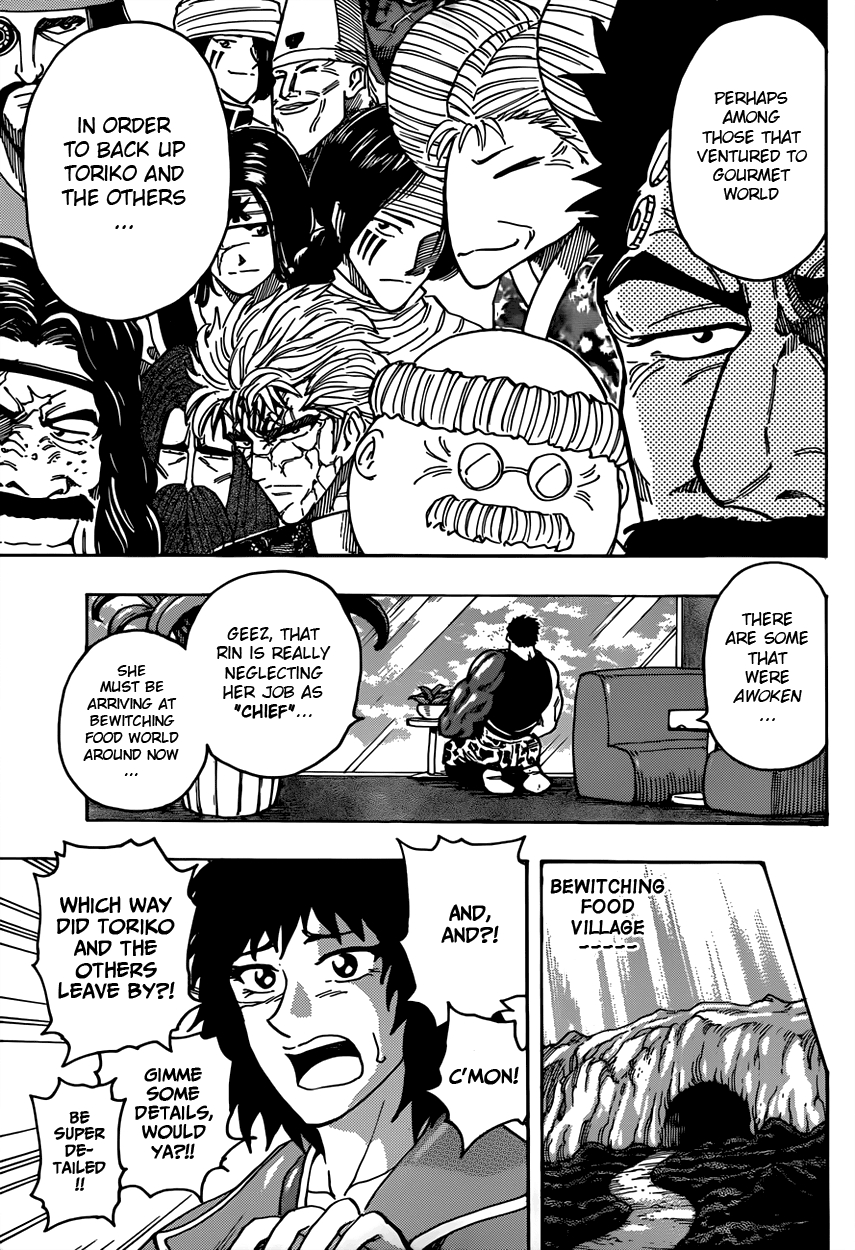 PERHAPS
AMONG
THOSE THAT
VENTURED TO
GOURMET
WORLD
IN ORDER
TO BACK UP
TORIKO AND
THE OTHERS
...
THERE
ARE SOME
THAT
WERE
AWOKEN
...
GEEZ, THAT
RIN IS REALLY
NEGLECTING
HER JOB AS
"CHIEF"...
SHE
MUST BE
ARRIVING AT
BEWITCHING
FOOD WORLD
AROUND NOW
...
BEWITCHING
FOOD
VILLAGE
-----
AND,
AND?!
C'MON!
WHICH WAY
DID TORIKO
AND THE
OTHERS
LEAVE BY?!
GIMME
SOME
DETAILS,
WOULD
YA?!!
BE
SUPER
DE-
TAILED
!!